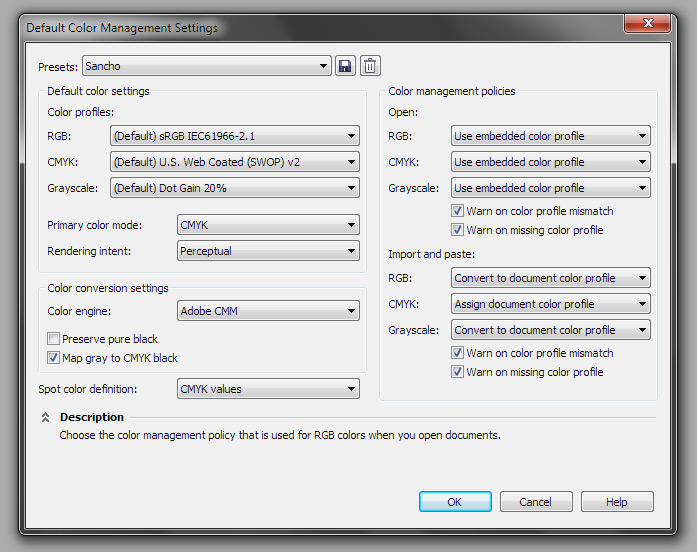 Default Color Management Settings
Presets: Sancho
Default color settings
Color profiles:
RGB: (Default) sRGB IEC61966-2.1
CMYK: (Default) U.S. Web Coated (SWOP) v2
Grayscale: (Default) Dot Gain 20%
Primary color mode: CMYK
Rendering intent: Perceptual
Color conversion settings
Color engine: Adobe CMM
Preserve pure black
Map gray to CMYK black
Spot color definition: CMYK values
Color management policies
Open:
RGB: Use embedded color profile
CMYK: Use embedded color profile
Grayscale: Use embedded color profile
Warn on color profile mismatch
Warn on missing color profile
Import and paste:
RGB: Convert to document color profile
CMYK: Assign document color profile
Grayscale: Convert to document color profile
Warn on color profile mismatch
Warn on missing color profile
Description
Choose the color management policy that is used for RGB colors when you open documents.
OK Cancel Help